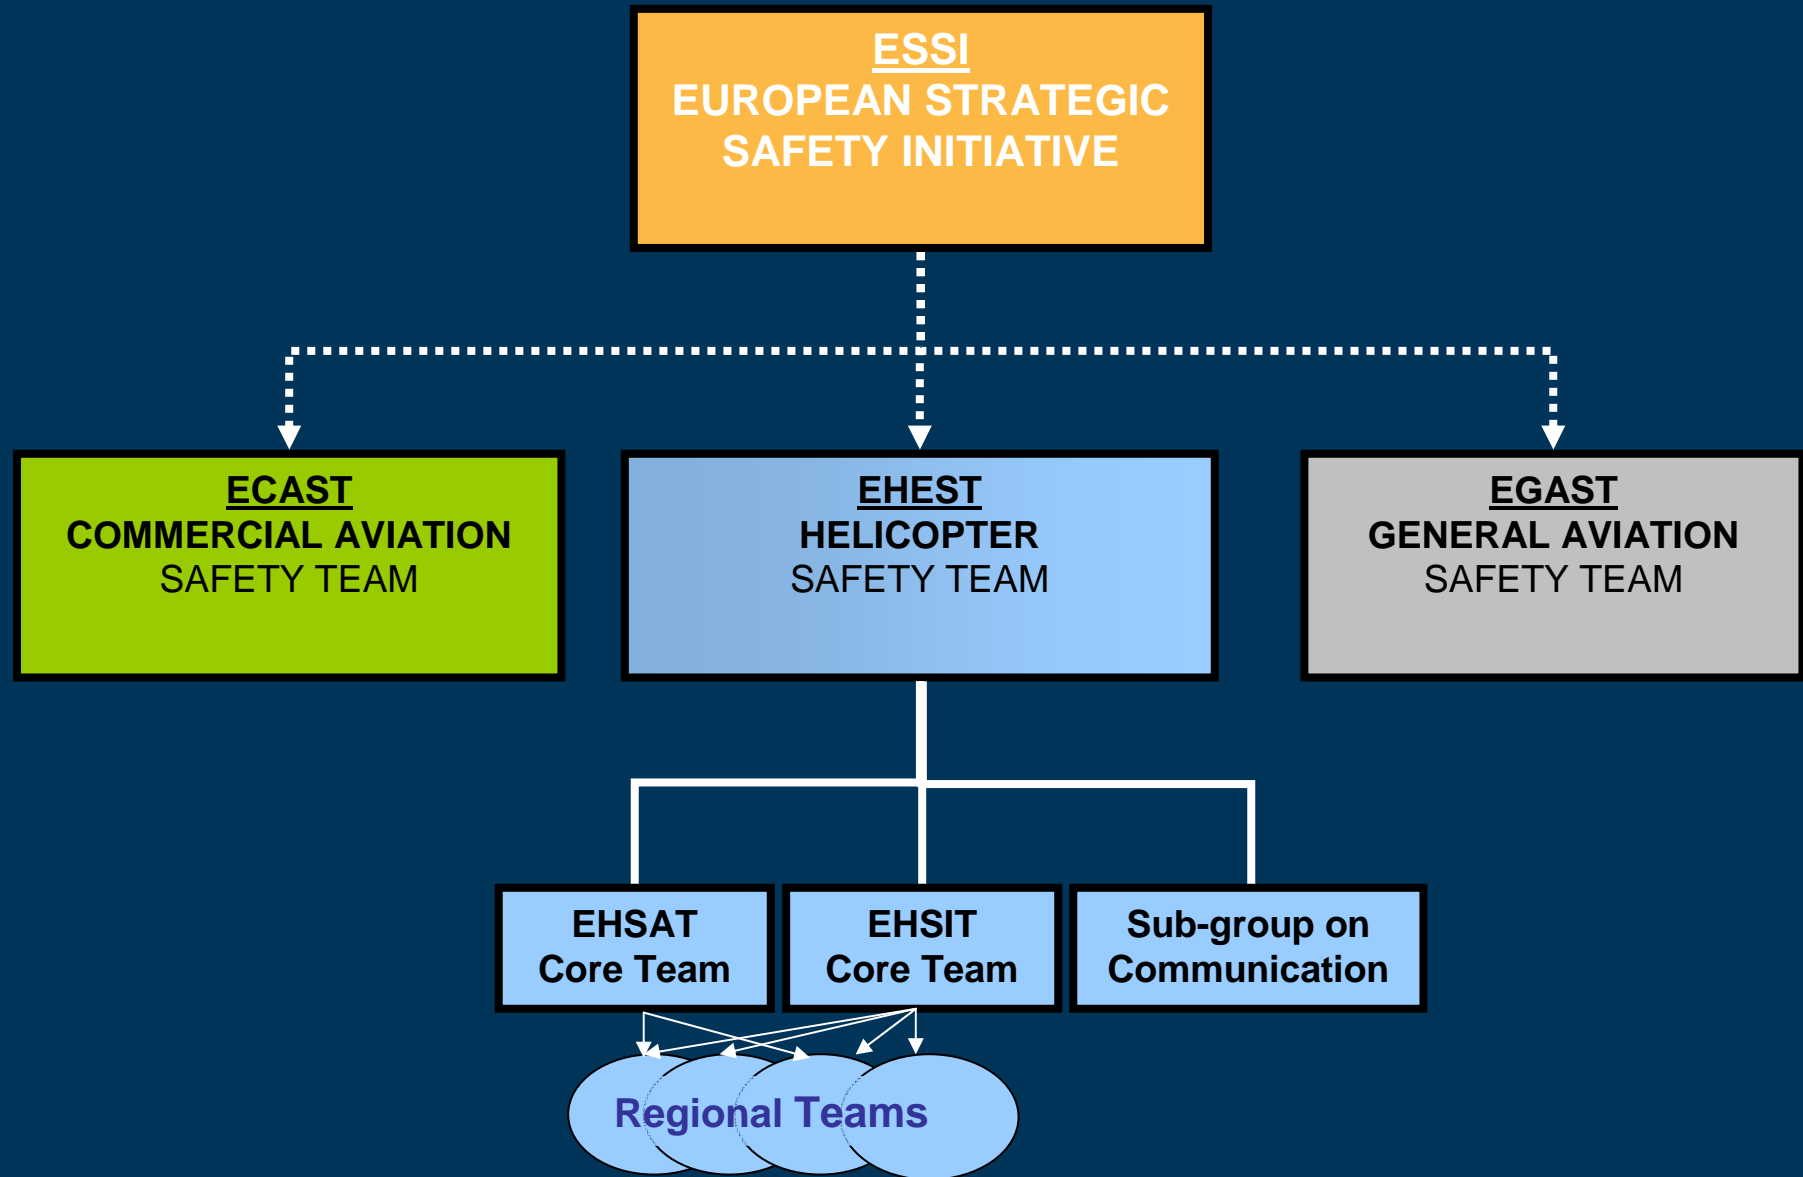 ESSI
EUROPEAN STRATEGIC
SAFETY INITIATIVE
ECAST
COMMERCIAL AVIATION
SAFETY TEAM
EHEST
HELICOPTER
SAFETY TEAM
EGAST
GENERAL AVIATION
SAFETY TEAM
EHSAT
Core Team
EHSIT
Core Team
Sub-group on
Communication
Regional Teams